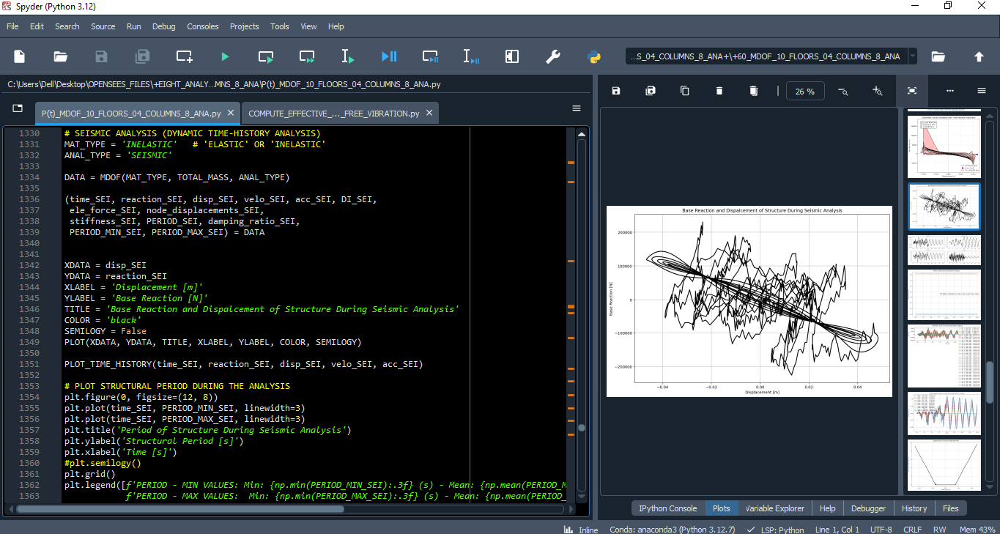 Spyder (Python 3.12)
File Edit Search Source Run Debug Consoles Projects Tools View Help
...S_04_COLUMNS_8_ANA+\+60_MDOF_10_FLOORS_04_COLUMNS_8_ANA
C:\Users\Dell\Desktop\OPENSEES_FILES\+EIGHT_ANALY...MNS_8_ANA\P(t)_MDOF_10_FLOORS_04_COLUMNS_8_ANA.py
P(t)_MDOF_10_FLOORS_04_COLUMNS_8_ANA.py COMPUTE_EFFECTIVE_..._FREE_VIBRATION.py
1330 # SEISMIC ANALYSIS (DYNAMIC TIME-HISTORY ANALYSIS)
1331 MAT_TYPE = 'INELASTIC' # 'ELASTIC' OR 'INELASTIC'
1332 ANAL_TYPE = 'SEISMIC'
1333
1334 DATA = MDOF(MAT_TYPE, TOTAL_MASS, ANAL_TYPE)
1335
1336 (time_SEI, reaction_SEI, disp_SEI, velo_SEI, acc_SEI, DI_SEI,
1337 ele_force_SEI, node_displacements_SEI,
1338 stiffness_SEI, PERIOD_SEI, damping_ratio_SEI,
1339 PERIOD_MIN_SEI, PERIOD_MAX_SEI) = DATA
1340
1341
1342 XDATA = disp_SEI
1343 YDATA = reaction_SEI
1344 XLABEL = 'Displacement [m]'
1345 YLABEL = 'Base Reaction [N]'
1346 TITLE = 'Base Reaction and Dispalcement of Structure During Seismic Analysis'
1347 COLOR = 'black'
1348 SEMILOGY = False
1349 PLOT(XDATA, YDATA, TITLE, XLABEL, YLABEL, COLOR, SEMILOGY)
1350
1351 PLOT_TIME_HISTORY(time_SEI, reaction_SEI, disp_SEI, velo_SEI, acc_SEI)
1352
1353 # PLOT STRUCTURAL PERIOD DURING THE ANALYSIS
1354 plt.figure(0, figsize=(12, 8))
1355 plt.plot(time_SEI, PERIOD_MIN_SEI, linewidth=3)
1356 plt.plot(time_SEI, PERIOD_MAX_SEI, linewidth=3)
1357 plt.title('Period of Structure During Seismic Analysis')
1358 plt.ylabel('Structural Period [s]')
1359 plt.xlabel('Time [s]')
1360 #plt.semilogy()
1361 plt.grid()
1362 plt.legend([f'PERIOD - MIN VALUES: Min: {np.min(PERIOD_MIN_SEI):.3f} (s) - Mean: {np.mean(PERIOD_M
1363 f'PERIOD - MAX VALUES:  Min: {np.min(PERIOD_MAX_SEI):.3f} (s) - Mean: {np.mean(PERIOD_
26 %
Base Reaction and Dispalcement of Structure During Seismic Analysis
Base Reaction [N]
200000
100000
0
−100000
−200000
−0.04 −0.02 0.00 0.02 0.04
Displacement [m]
IPython Console Plots Variable Explorer Help Debugger History Files
Inline Conda: anaconda3 (Python 3.12.7) LSP: Python Line 1, Col 1 UTF-8 CRLF RW Mem 43%